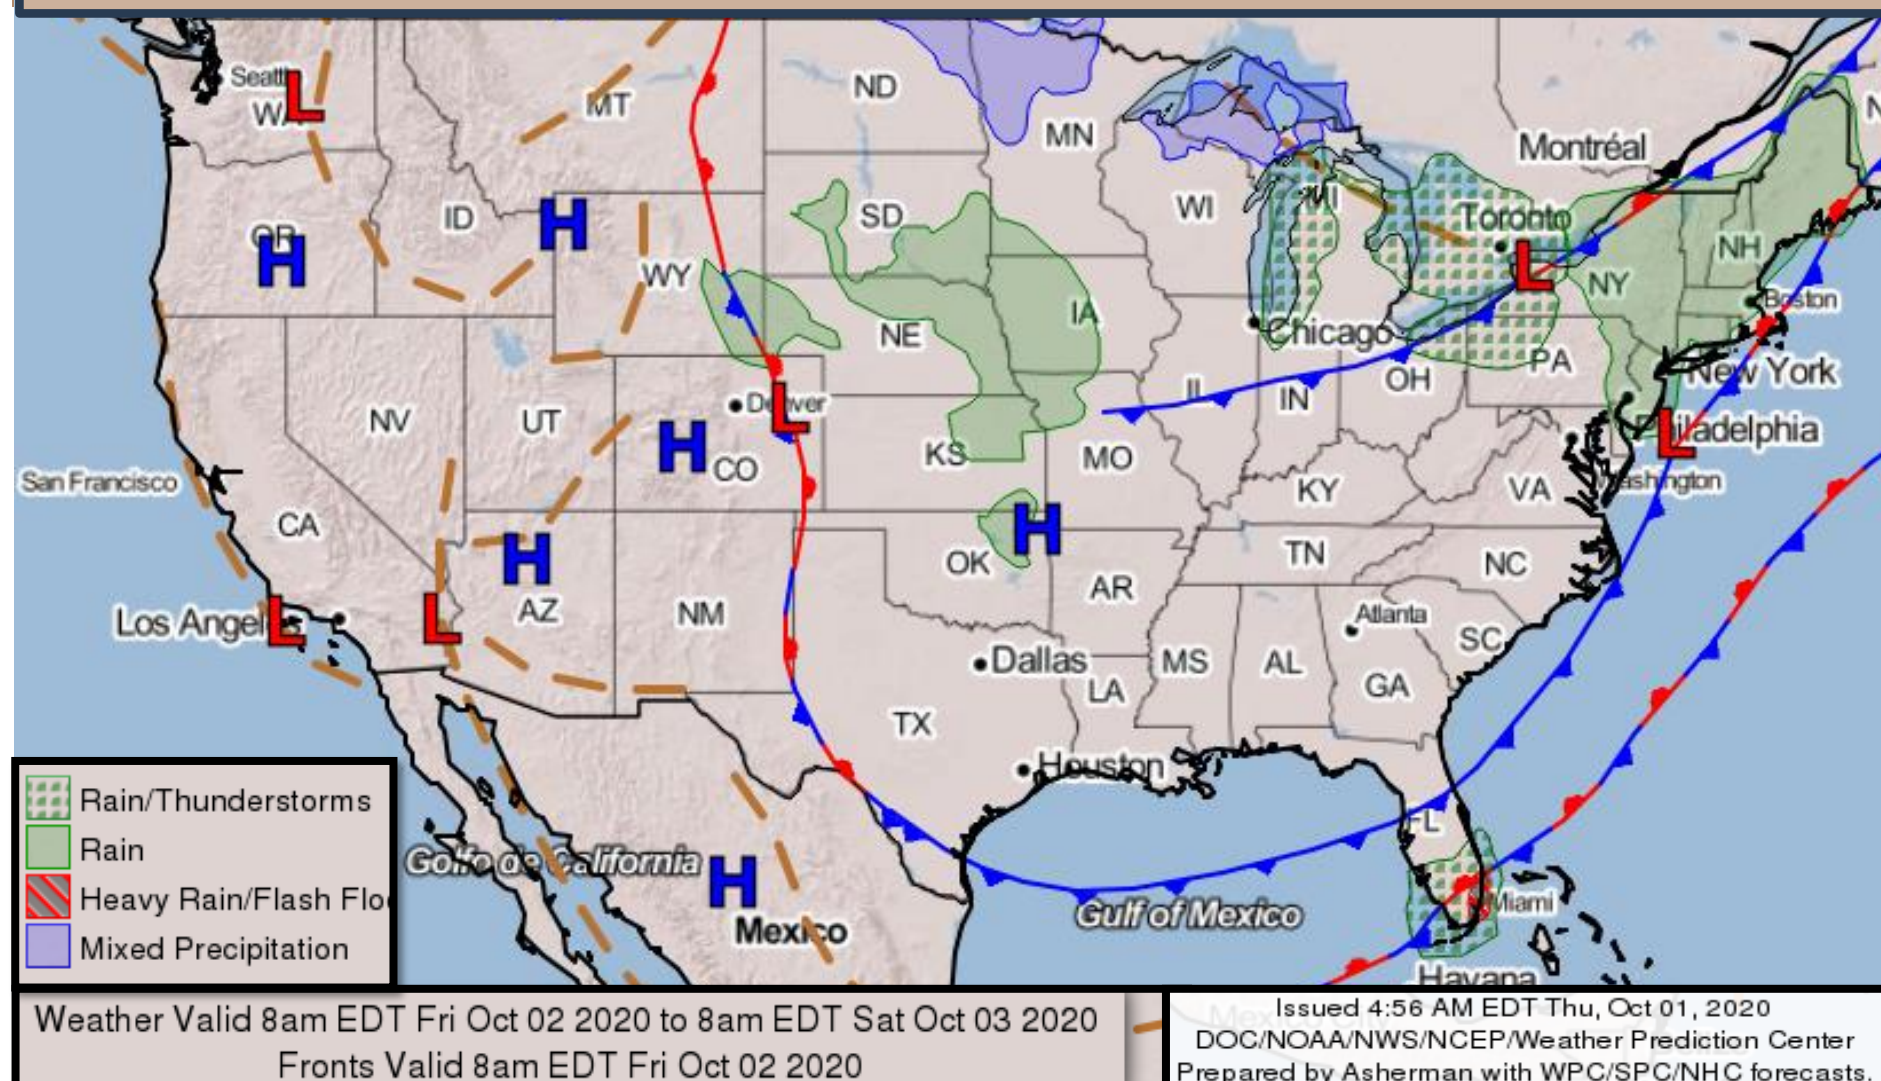 Seattl
WA
MT
ND
MN
Montréal
OR
ID
SD
WI
MI
Toronto
NH
WY
NY
Boston
NE
IA
Chicago
PA
New York
NV
UT
Denver
IL
IN
OH
Philadelphia
San Francisco
CO
KS
MO
KY
VA
Washington
CA
OK
TN
NC
Los Angeles
AZ
NM
AR
Atlanta
SC
Dallas
MS
AL
GA
LA
TX
Houston
FL
Golfo de California
Gulf of Mexico
Miami
Mexico
Havana
H
H
H
H
H
H
L
L
L
L
L
L
Rain/Thunderstorms
Rain
Heavy Rain/Flash Flo
Mixed Precipitation
Weather Valid 8am EDT Fri Oct 02 2020 to 8am EDT Sat Oct 03 2020
Fronts Valid 8am EDT Fri Oct 02 2020
Mexico City
Issued 4:56 AM EDT Thu, Oct 01, 2020
DOC/NOAA/NWS/NCEP/Weather Prediction Center
Prepared by Asherman with WPC/SPC/NHC forecasts.